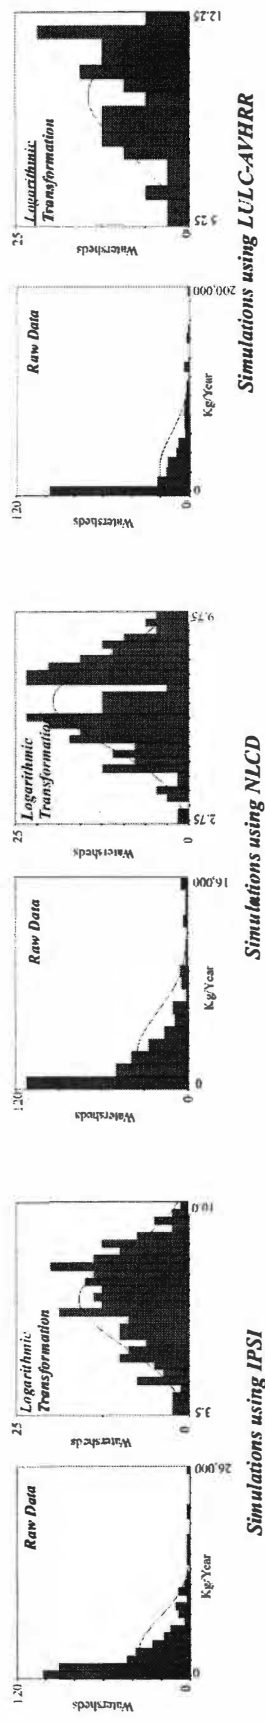 120
Raw Data
Watersheds
0
0
26,000
Kg/Year
25
Logarithmic
Transformation
Watersheds
0
3.5
10.0
Simulations using IPSI
120
Raw Data
Watersheds
0
0
16,000
Kg/Year
25
Logarithmic
Transformation
Watersheds
0
2.75
9.75
Simulations using NLCD
120
Raw Data
Watersheds
0
0
200,000
Kg/Year
25
Logarithmic
Transformation
Watersheds
0
5.25
12.25
Simulations using LULC-AVHRR